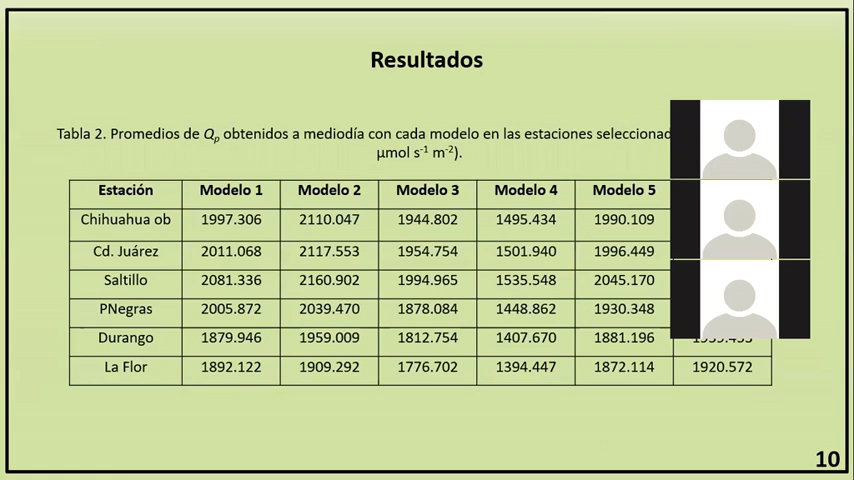 Resultados
Tabla 2. Promedios de Qp obtenidos a mediodía con cada modelo en las estaciones
µmol s-1 m-2).
Estación Modelo 1 Modelo 2 Modelo 3 Modelo 4 Modelo 5
Chihuahua ob 1997.306 2110.047 1944.802 1495.434 1990.109
Cd. Juárez 2011.068 2117.553 1954.754 1501.940 1996.449
Saltillo 2081.336 2160.902 1994.965 1535.548 2045.170
PNegras 2005.872 2039.470 1878.084 1448.862 1930.348
Durango 1879.946 1959.009 1812.754 1407.670 1881.196
La Flor 1892.122 1909.292 1776.702 1394.447 1872.114 1920.572
10